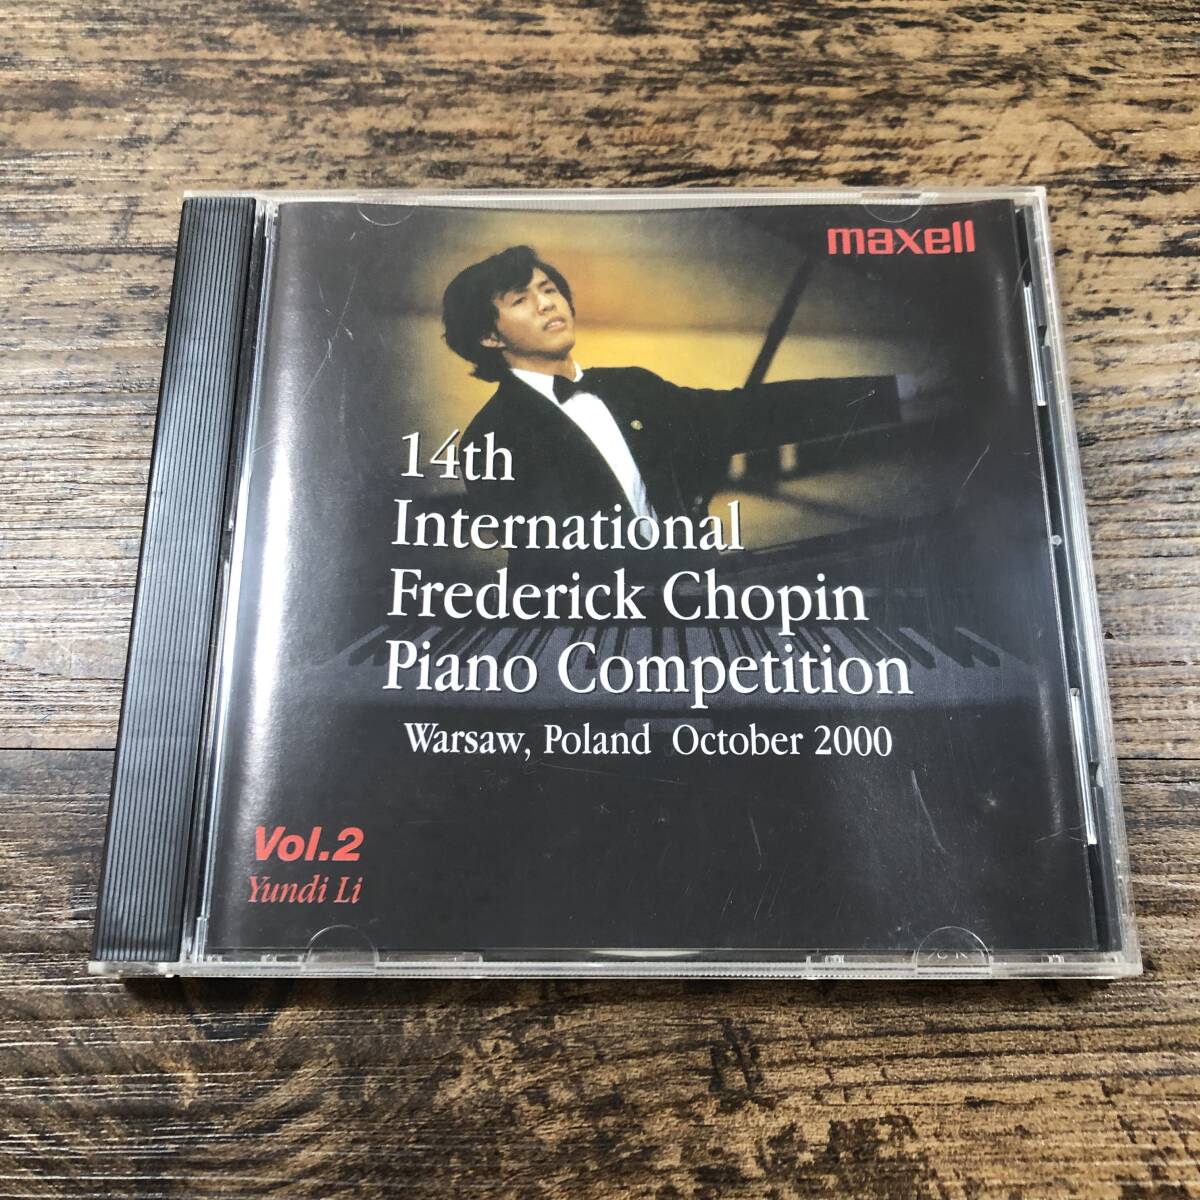 maxell
14th
International
Frederick Chopin
Piano Competition
Warsaw, Poland October 2000
Vol.2
Yundi Li